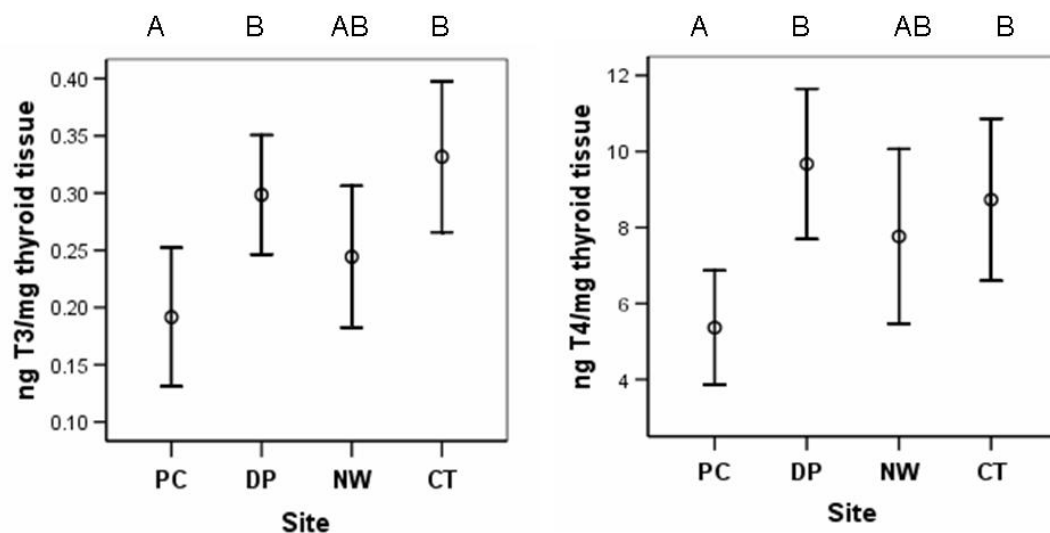 A B AB B
ng T3/mg thyroid tissue
0.40
0.35
0.30
0.25
0.20
0.15
0.10
PC DP NW CT
Site
A B AB B
ng T4/mg thyroid tissue
12
10
8
6
4
PC DP NW CT
Site